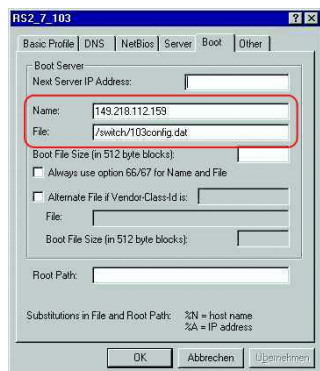 RS2_7_103
Basic Profile DNS NetBios Server Boot Other
Boot Server
Next Server IP Address:
Name: 149.218.112.159
File: /switch/103config.dat
Boot File Size (in 512 byte blocks):
Always use option 66/67 for Name and File
Alternate File if Vendor-Class-Id is:
File:
Boot File Size (in 512 byte blocks):
Root Path:
Substitutions in File and Root Path: %N = host name
%A = IP address
OK Abbrechen Übernehmen